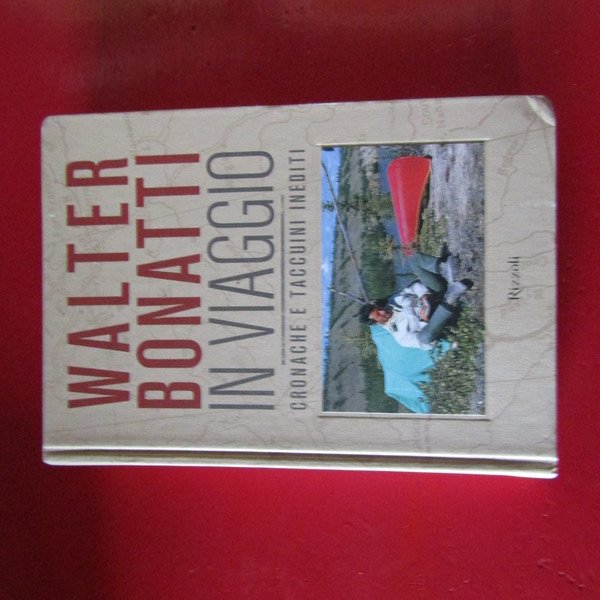 WALTER
BONATTI
IN VIAGGIO
CRONACHE E TACCUINI INEDITI
Rizzoli